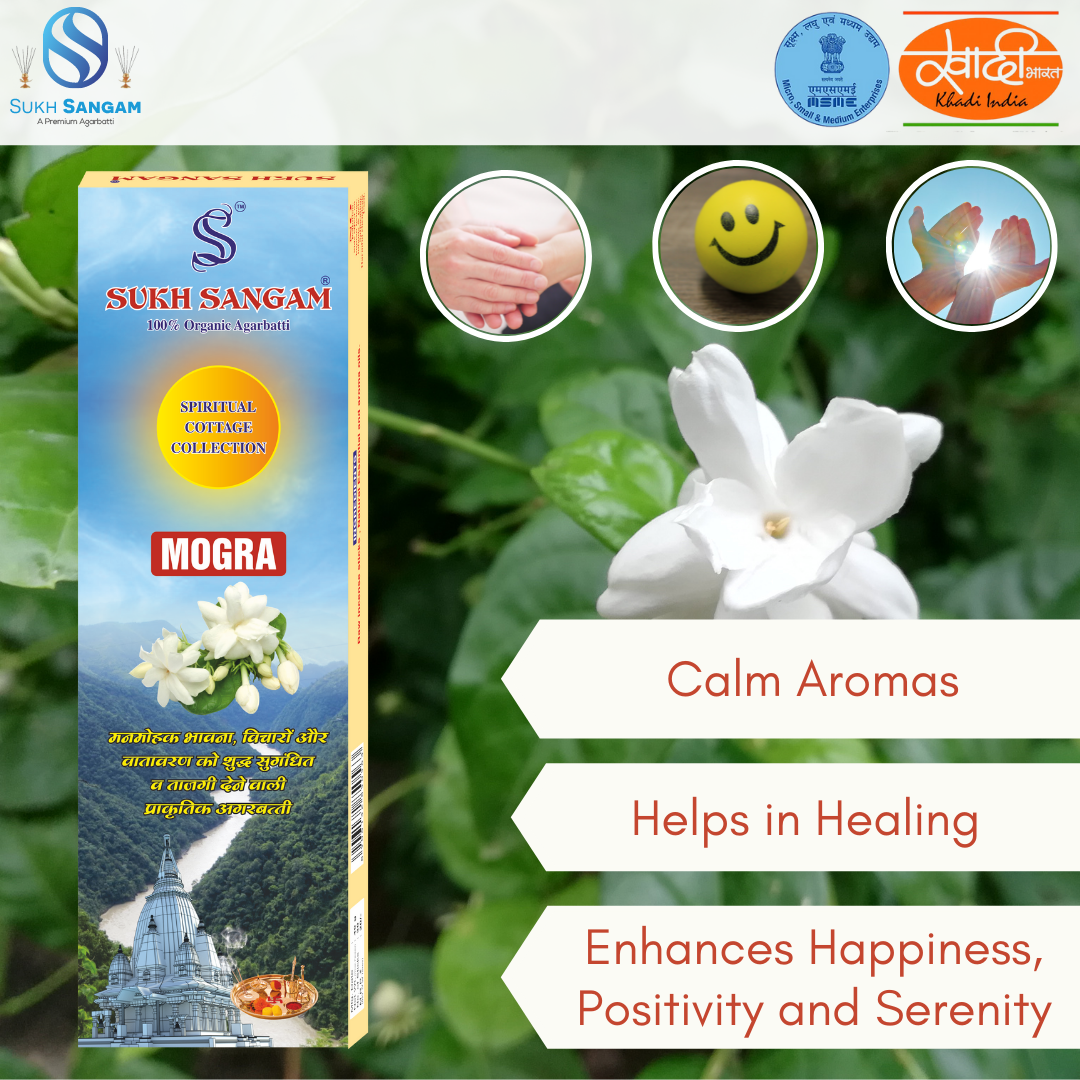 SUKH SANGAM
A Premium Agarbatti
सूक्ष्म, लघु एवं मध्यम उद्यम
एमएसएमई
MSME
Micro, Small & Medium Enterprises
खादी भारत
Khadi India
SUKH SANGAM
S™
SUKH SANGAM®
100% Organic Agarbatti
SPIRITUAL
COTTAGE
COLLECTION
MOGRA
मनमोहक भावना, विचारों और
वातावरण को शुद्ध सुगंधित
व ताजगी देने वाली
प्राकृतिक अगरबत्ती
Calm Aromas
Helps in Healing
Enhances Happiness,
Positivity and Serenity